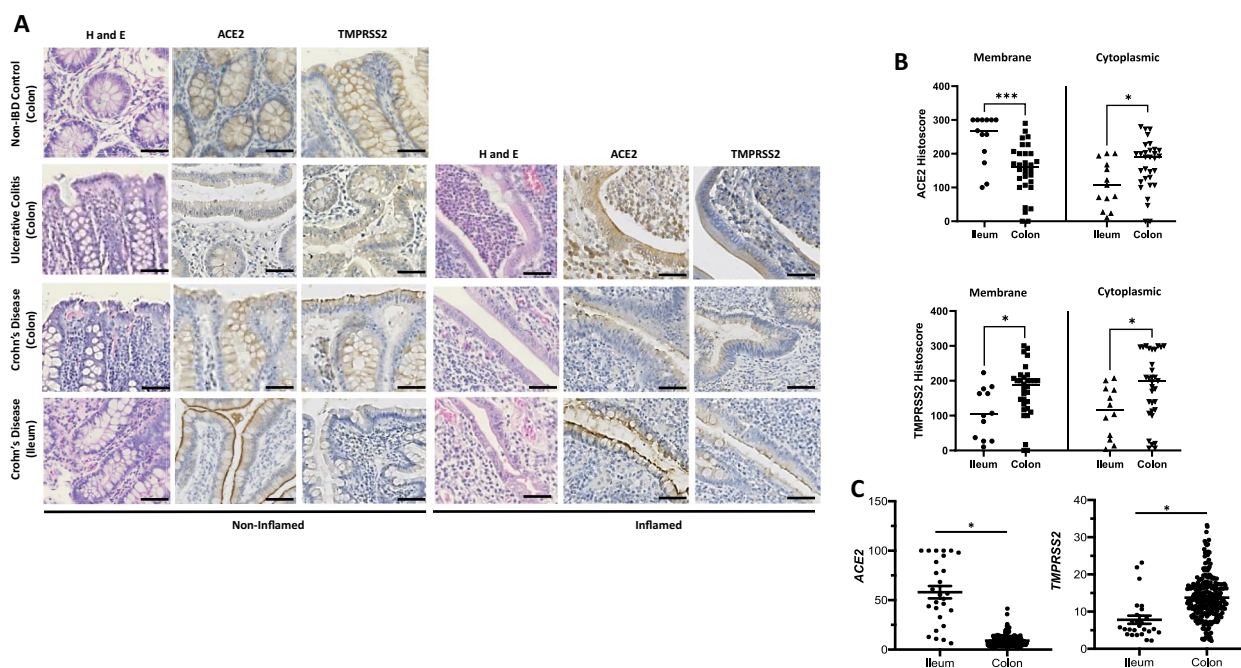 A
H and E
ACE2
TMPRSS2
Non-IBD Control
(Colon)
H and E
ACE2
TMPRSS2
Ulcerative Colitis
(Colon)
Crohn's Disease
(Colon)
Crohn's Disease
(Ileum)
Non-Inflamed
Inflamed
B
Membrane
Cytoplasmic
***
*
ACE2 Histoscore
400
300
200
100
0
Ileum
Colon
Ileum
Colon
Membrane
Cytoplasmic
*
*
TMPRSS2 Histoscore
400
300
200
100
0
Ileum
Colon
Ileum
Colon
C
ACE2
150
100
50
0
*
Ileum
Colon
TMPRSS2
40
30
20
10
0
*
Ileum
Colon